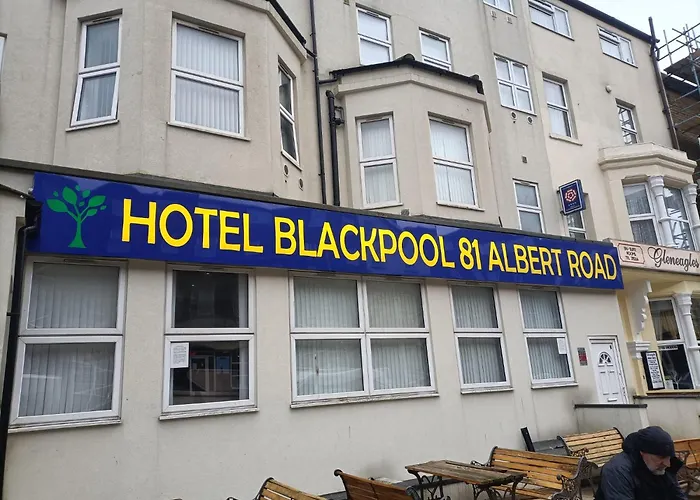 HOTEL BLACKPOOL 81 ALBERT ROAD
Gleneagles